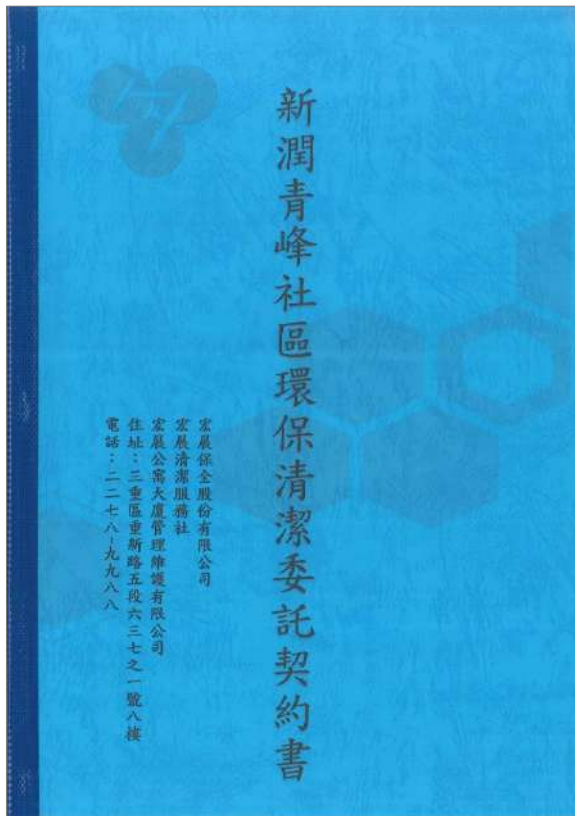 新潤青峰社區環保清潔委託契約書
宏展保全股份有限公司
宏展清潔服務社
宏展公寓大廈管理維護有限公司
住址：三重區重新路五段六三七之一號八樓
電話：二二七八-九九八八